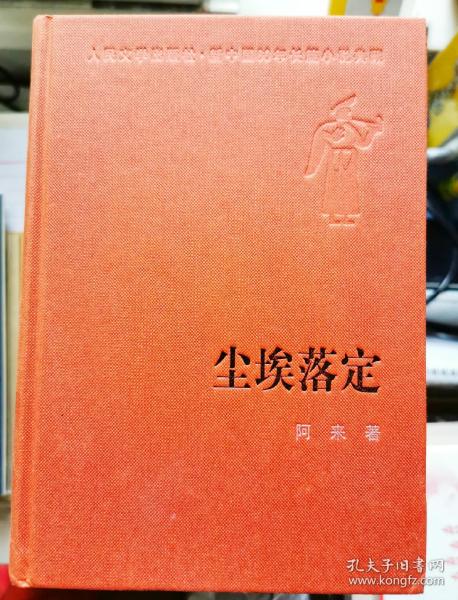 人民文学出版社·新中国60年长篇小说典藏
尘埃落定
阿来著
孔夫子旧书网
www.kongfz.com